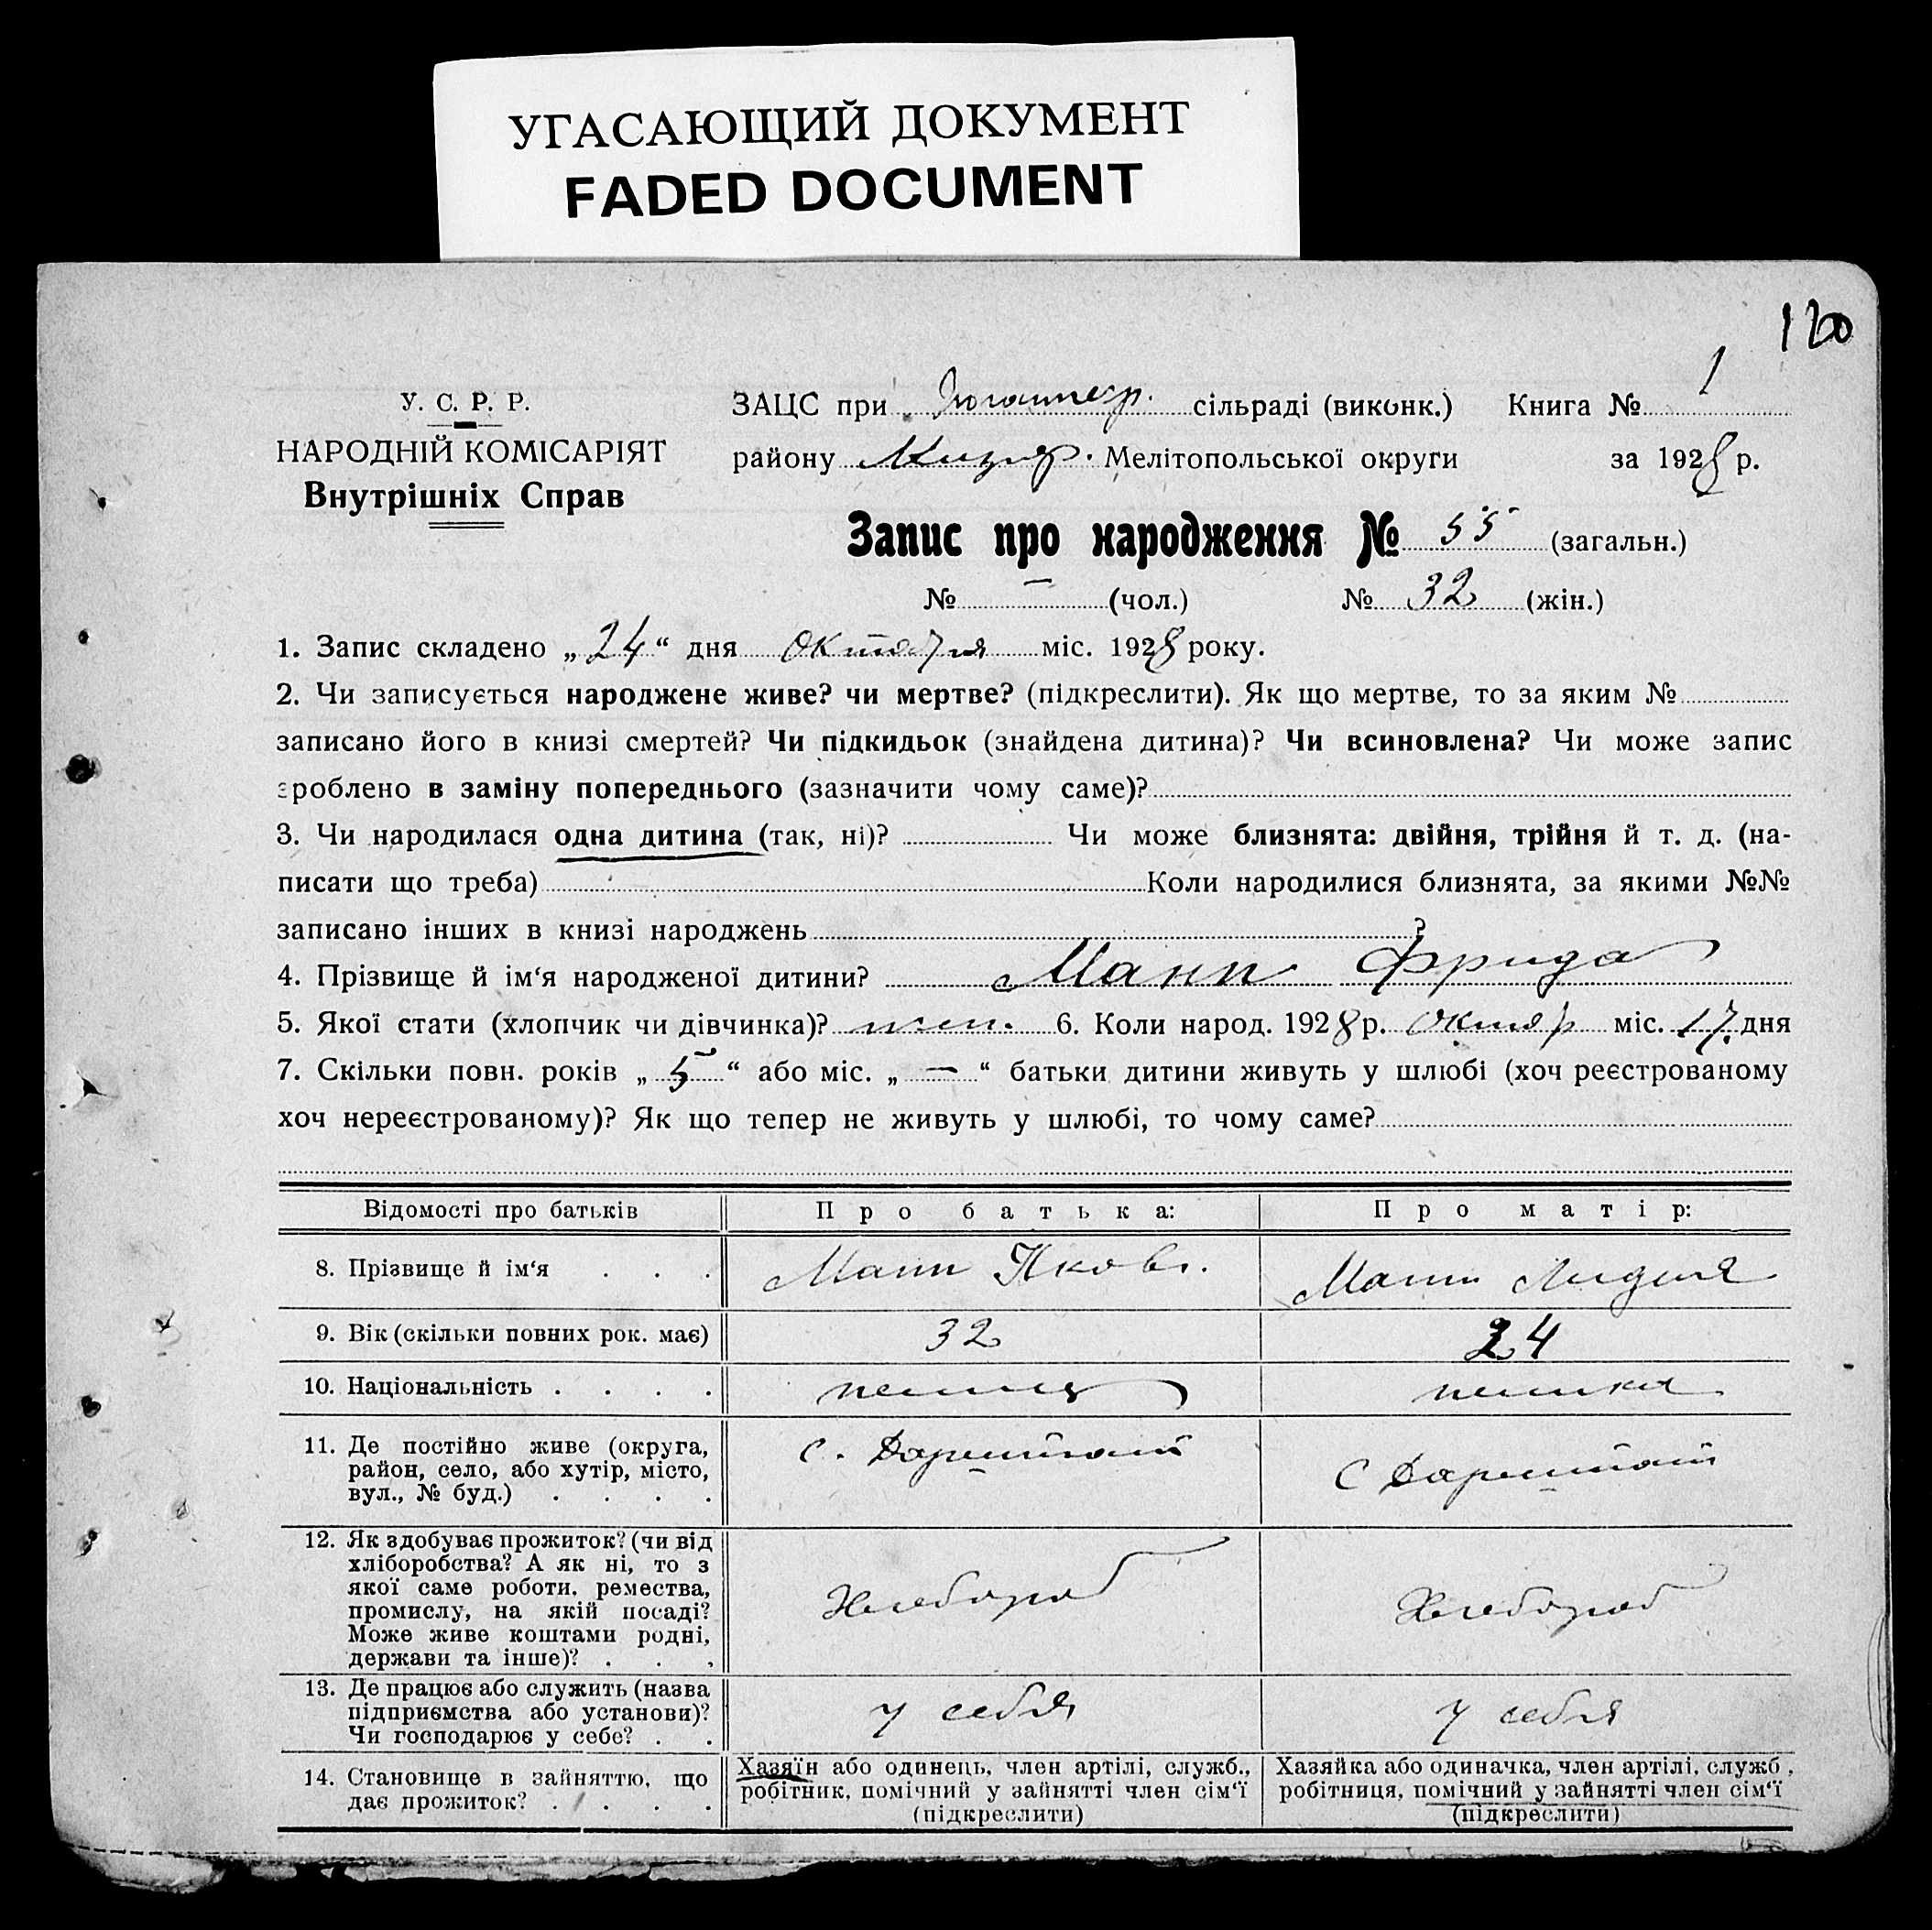 УГАСАЮЩИЙ ДОКУМЕНТ
FADED DOCUMENT
120
У. С. Р. Р.
НАРОДНІЙ КОМІСАРІЯТ
Внутрішніх Справ
ЗАЦС при сільраді (виконк.) Книга № 1
району Мелітопольської округи за 1928 р.
Запис про народження № 55 (загальн.)
№ — (чол.) № 32 (жін.)
1. Запис складено „24“ дня октября міс. 1928 року.
2. Чи записується народжене живе? чи мертве? (підкреслити). Як що мертве, то за яким №
записано його в книзі смертей? Чи підкидьок (знайдена дитина)? Чи всиновлена? Чи може запис
зроблено в заміну попереднього (зазначити чому саме)?
3. Чи народилася одна дитина (так, ні)? Чи може близнята: двійня, трійня й т. д. (на-
писати що треба) Коли народилися близнята, за якими №№
записано інших в книзі народжень ?
4. Прізвище й ім‘я народженої дитини? Манн Фрида
5. Якої стати (хлопчик чи дівчинка)? жен. 6. Коли народ. 1928 р. октяр міс. 17 дня
7. Скільки повн. років „5“ або міс. „—“ батьки дитини живуть у шлюбі (хоч реєстрованому
хоч нереєстрованому)? Як що тепер не живуть у шлюбі, то чому саме?
Відомості про батьків Про батька: Про матір:
8. Прізвище й ім‘я . . . Манн Яков. Манн Лидия
9. Вік (скільки повних рок. має) 32 24
10. Національність . . . . немец немка
11. Де постійно живе (округа,
район, село, або хутір, місто,
вул., № буд.) . . . . с. Дармштадт С Дармштадт
12. Як здобуває прожиток? (чи від
хліборобства? А як ні, то з
якої саме роботи, ремества,
промислу, на якій посаді?
Може живе коштами родні,
держави та інше)? . . . Хлебороб Хлебороб
13. Де працює або служить (назва
підприємства або установи)?
Чи господарює у себе? . . у себя у себя
14. Становище в зайняттю, що
дає прожиток? . . . .
Хазяїн або одинець, член артілі, служб.,
робітник, помічний у зайнятті член сім‘ї
(підкреслити)
Хазяйка або одиначка, член артілі, служб.,
робітниця, помічний у зайнятті член сім‘ї
(підкреслити)